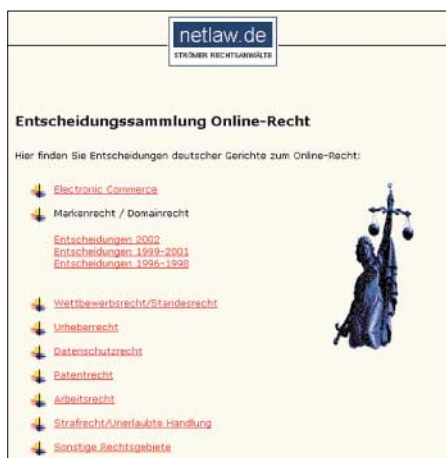 netlaw.de
STRÖMER RECHTSANWÄLTE
Entscheidungssammlung Online-Recht
Hier finden Sie Entscheidungen deutscher Gerichte zum Online-Recht:
Electronic Commerce
Markenrecht / Domainrecht
Entscheidungen 2002
Entscheidungen 1999-2001
Entscheidungen 1996-1998
Wettbewerbsrecht/Standesrecht
Urheberrecht
Datenschutzrecht
Patentrecht
Arbeitsrecht
Strafrecht/Unerlaubte Handlung
Sonstige Rechtsgebiete